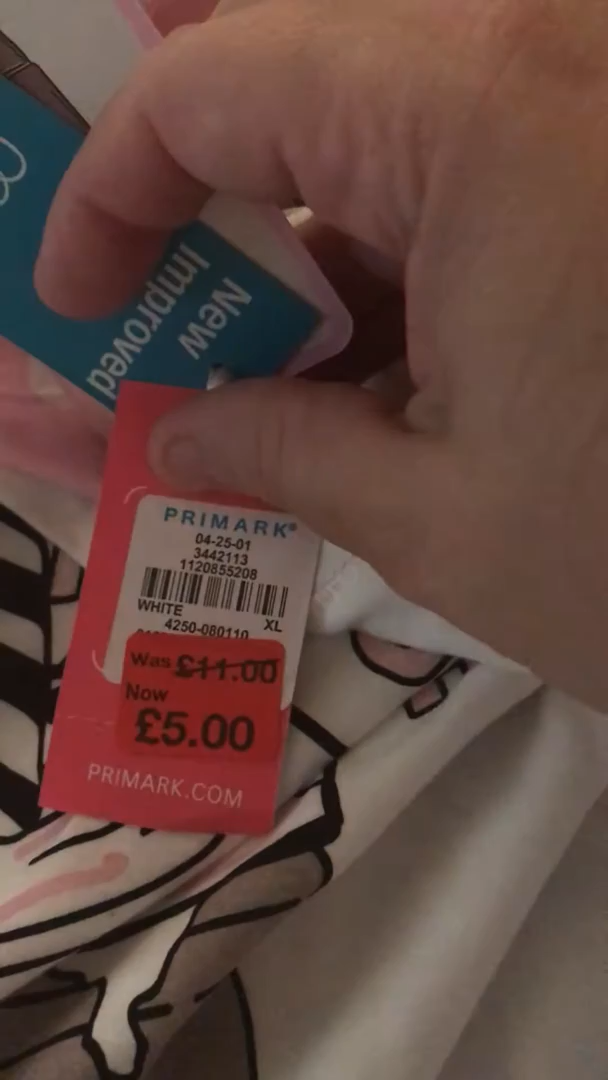 New
Improved
PRIMARK®
04-25-01
3442113
1120855208
WHITE XL
4250-080110
Was £11.00
Now
£5.00
PRIMARK.COM